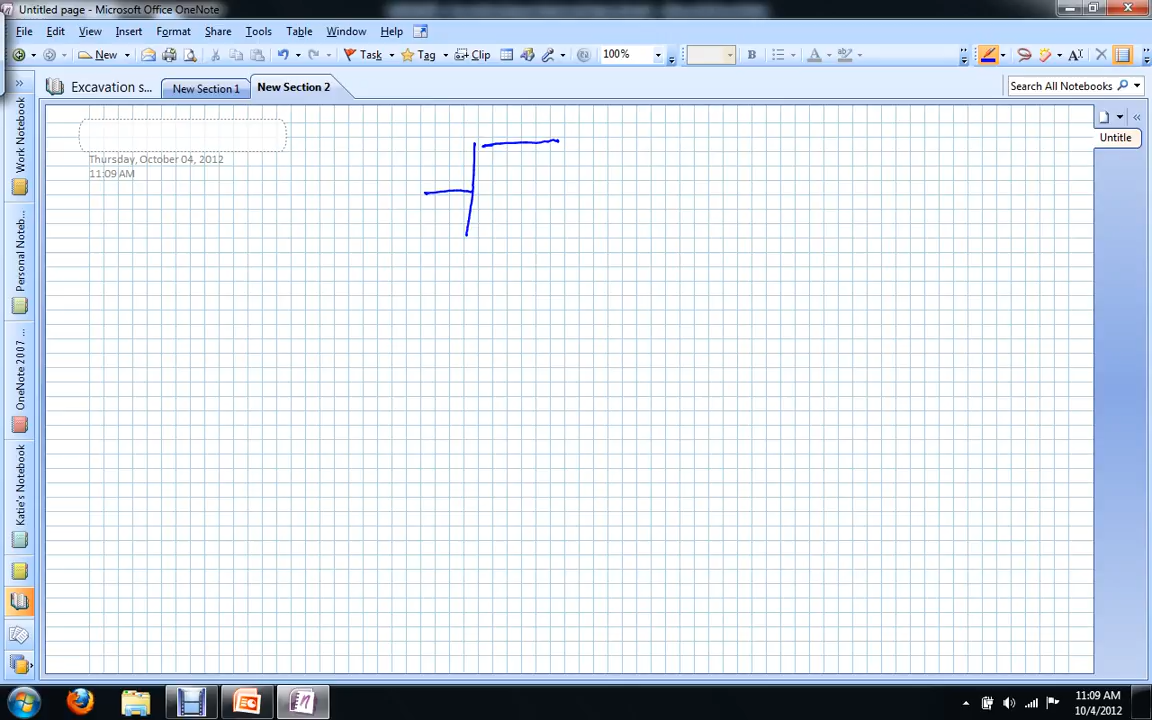 Untitled page - Microsoft Office OneNote
File Edit View Insert Format Share Tools Table Window Help
New Task Tag Clip 100% B A ab A
Excavation s... New Section 1 New Section 2 Search All Notebooks
Untitle
Thursday, October 04, 2012
11:09 AM
Work Notebook
Personal Noteb...
OneNote 2007 ...
Katie's Notebook
11:09 AM
10/4/2012